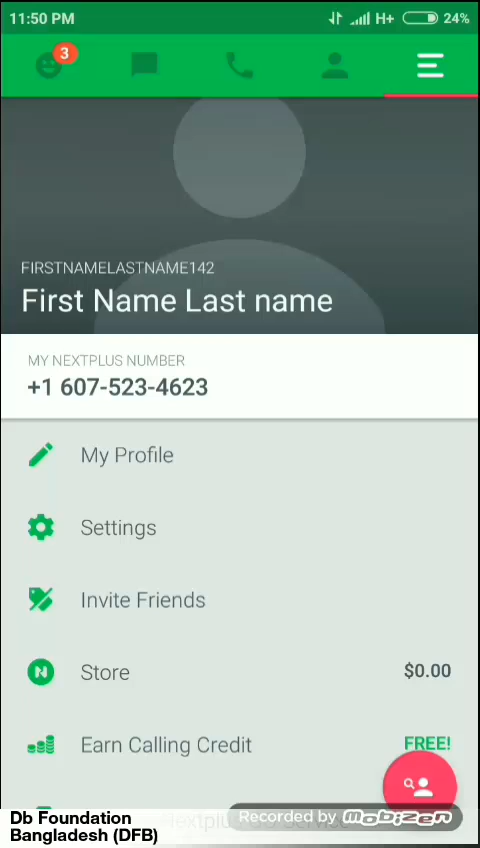 11:50 PM
H+
24%
3
FIRSTNAMELASTNAME142
First Name Last name
MY NEXTPLUS NUMBER
+1 607-523-4623
My Profile
Settings
Invite Friends
N
Store
$0.00
Earn Calling Credit
FREE!
Db Foundation
Bangladesh (DFB)
Recorded by mobizen